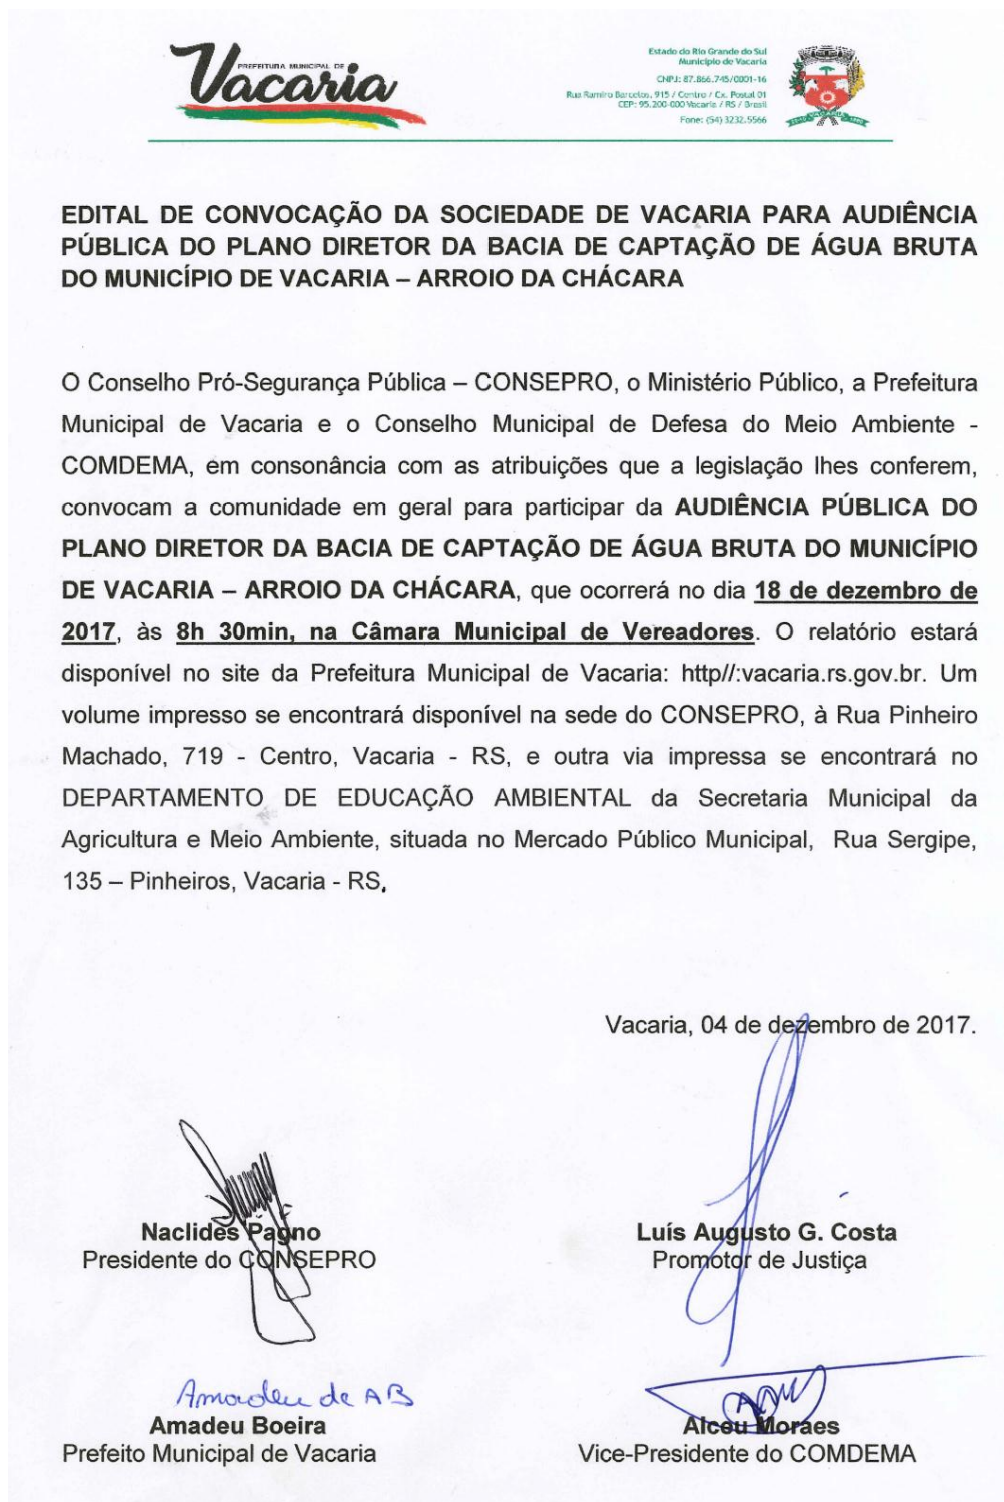 PREFEITURA MUNICIPAL DE
Vacaria
Estado do Rio Grande do Sul
Município de Vacaria
CNPJ: 87.866.745/0001-16
Rua Ramiro Barcelos, 915 / Centro / Cx. Postal 01
CEP: 95.200-000 Vacaria / RS / Brasil
Fone: (54) 3232.5566
EDITAL DE CONVOCAÇÃO DA SOCIEDADE DE VACARIA PARA AUDIÊNCIA
PÚBLICA DO PLANO DIRETOR DA BACIA DE CAPTAÇÃO DE ÁGUA BRUTA
DO MUNICÍPIO DE VACARIA – ARROIO DA CHÁCARA
O Conselho Pró-Segurança Pública – CONSEPRO, o Ministério Público, a Prefeitura
Municipal de Vacaria e o Conselho Municipal de Defesa do Meio Ambiente -
COMDEMA, em consonância com as atribuições que a legislação lhes conferem,
convocam a comunidade em geral para participar da AUDIÊNCIA PÚBLICA DO
PLANO DIRETOR DA BACIA DE CAPTAÇÃO DE ÁGUA BRUTA DO MUNICÍPIO
DE VACARIA – ARROIO DA CHÁCARA, que ocorrerá no dia 18 de dezembro de
2017, às 8h 30min, na Câmara Municipal de Vereadores. O relatório estará
disponível no site da Prefeitura Municipal de Vacaria: http//:vacaria.rs.gov.br. Um
volume impresso se encontrará disponível na sede do CONSEPRO, à Rua Pinheiro
Machado, 719 - Centro, Vacaria - RS, e outra via impressa se encontrará no
DEPARTAMENTO DE EDUCAÇÃO AMBIENTAL da Secretaria Municipal da
Agricultura e Meio Ambiente, situada no Mercado Público Municipal, Rua Sergipe,
135 – Pinheiros, Vacaria - RS.
Vacaria, 04 de dezembro de 2017.
Naclides Pagno
Presidente do CONSEPRO
Luís Augusto G. Costa
Promotor de Justiça
Amadeu de AB
Amadeu Boeira
Prefeito Municipal de Vacaria
Alceu Moraes
Vice-Presidente do COMDEMA